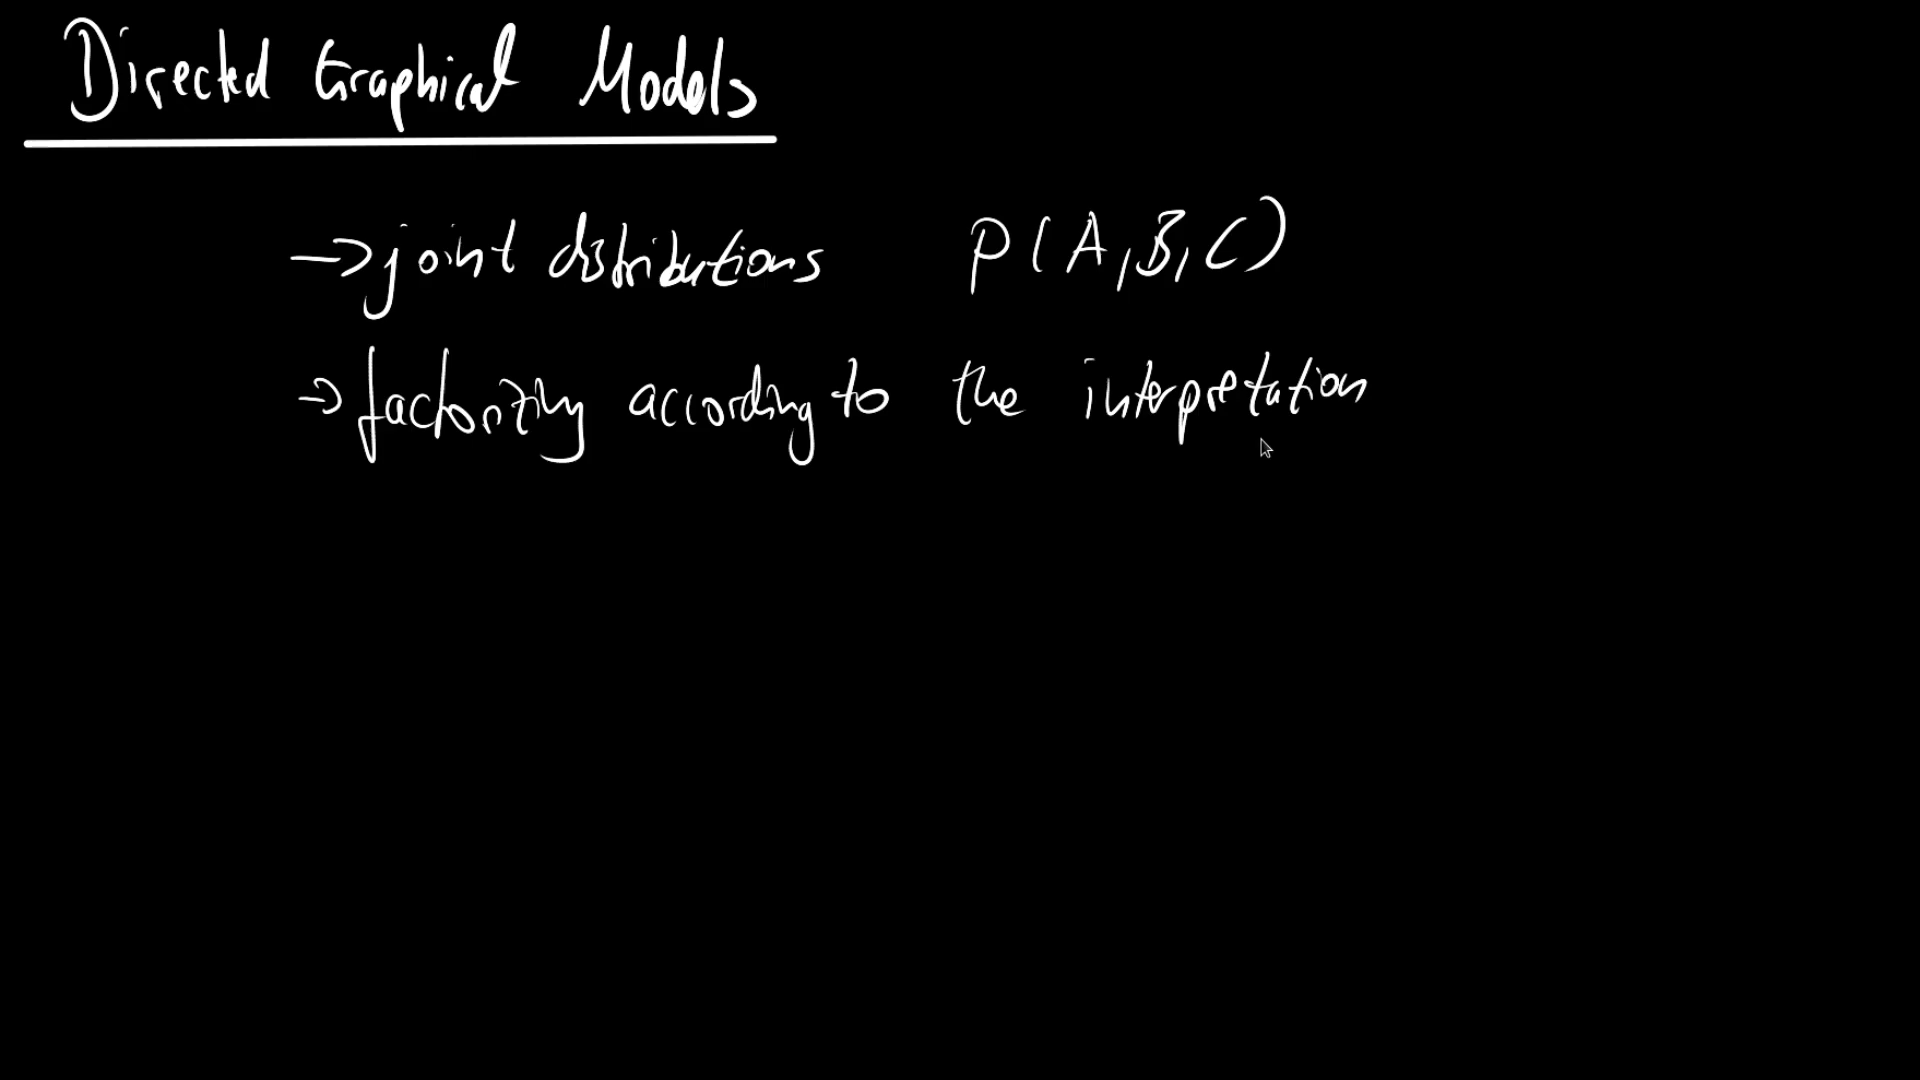 Directed Graphical Models
→ joint distributions p(A,B,C)
→ factorizing according to the interpretation